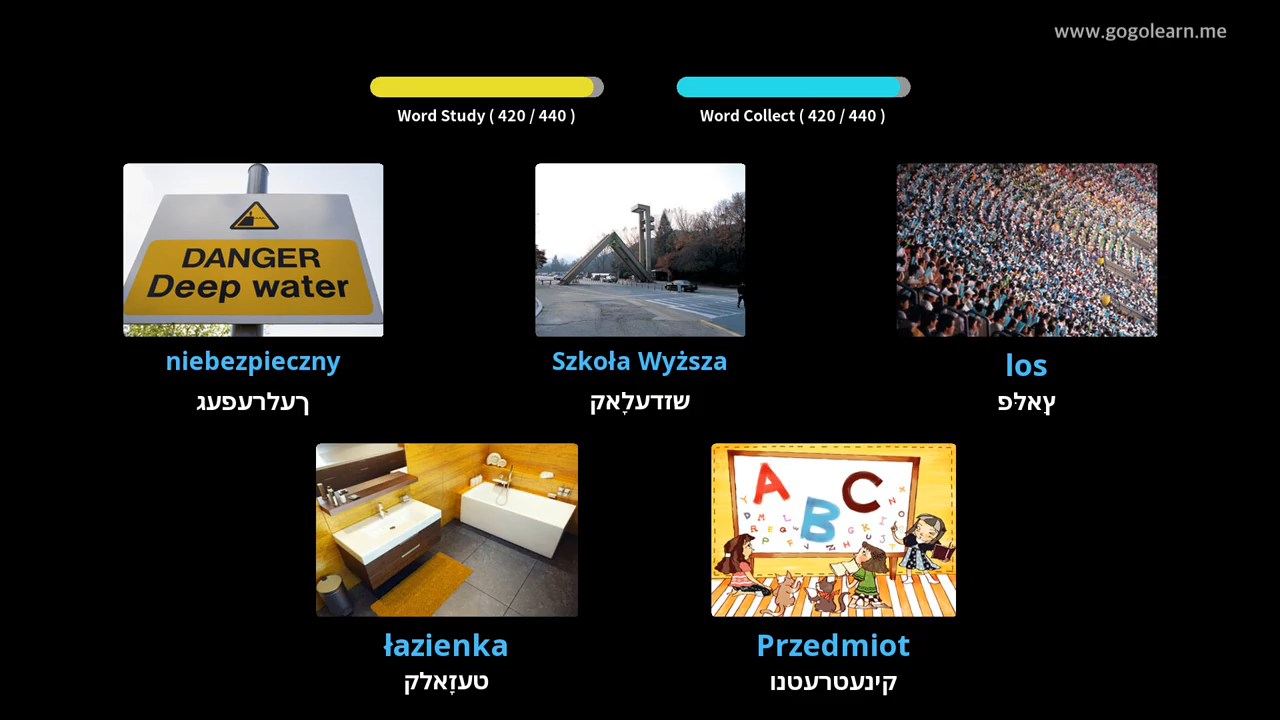 www.gogolearn.me
Word Study ( 420 / 440 )
Word Collect ( 420 / 440 )
DANGER
Deep water
niebezpieczny
ךעלרעפעג
Szkoła Wyższa
שזדעלָאק
los
ץַאלּפ
A B C
łazienka
טעזָאלק
Przedmiot
קינעטרעטנו